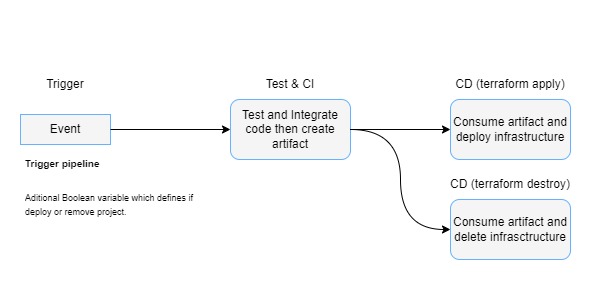 Trigger
Test & CI
CD (terraform apply)
Event
Test and Integrate
code then create
artifact
Consume artifact and
deploy infrastructure
Trigger pipeline
Aditional Boolean variable which defines if
deploy or remove project.
CD (terraform destroy)
Consume artifact and
delete infrasctructure